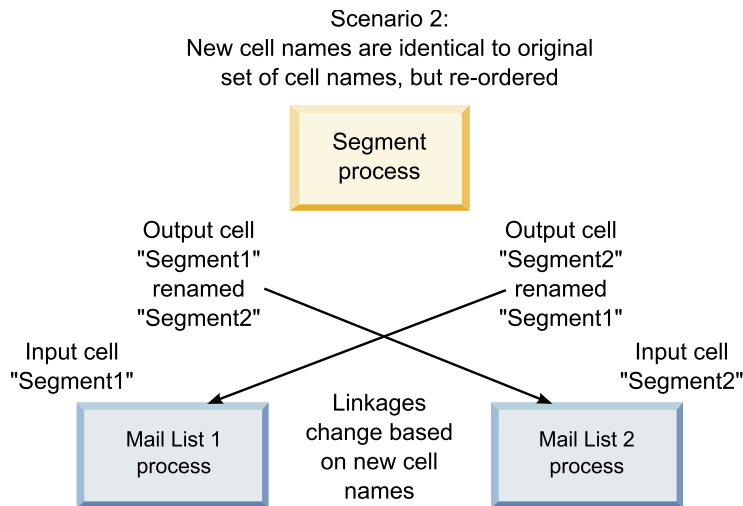 Scenario 2:
New cell names are identical to original
set of cell names, but re-ordered
Segment
process
Output cell
"Segment1"
renamed
"Segment2"
Output cell
"Segment2"
renamed
"Segment1"
Input cell
"Segment1"
Input cell
"Segment2"
Mail List 1
process
Linkages
change based
on new cell
names
Mail List 2
process